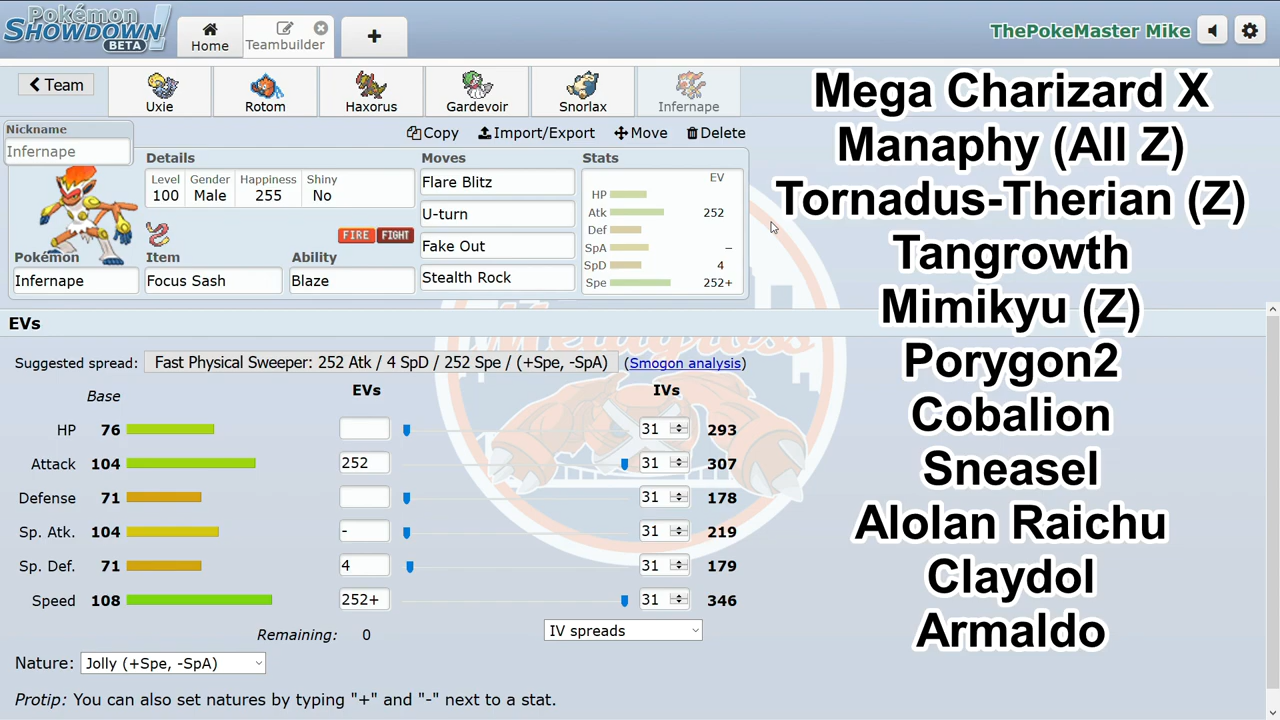 Pokémon
SHOWDOWN!
BETA
Home
Teambuilder
+
ThePokeMaster Mike
Team
Uxie
Rotom
Haxorus
Gardevoir
Snorlax
Infernape
Copy
Import/Export
Move
Delete
Nickname
Infernape
Pokémon
Infernape
Details
Level
100
Gender
Male
Happiness
255
Shiny
No
FIRE
FIGHT
Item
Focus Sash
Ability
Blaze
Moves
Flare Blitz
U-turn
Fake Out
Stealth Rock
Stats
EV
HP
Atk 252
Def
SpA –
SpD 4
Spe 252+
Mega Charizard X
Manaphy (All Z)
Tornadus-Therian (Z)
Tangrowth
Mimikyu (Z)
Porygon2
Cobalion
Sneasel
Alolan Raichu
Claydol
Armaldo
EVs
Suggested spread: Fast Physical Sweeper: 252 Atk / 4 SpD / 252 Spe / (+Spe, -SpA) (Smogon analysis)
Base EVs IVs
HP 76 31 293
Attack 104 252 31 307
Defense 71 31 178
Sp. Atk. 104 - 31 219
Sp. Def. 71 4 31 179
Speed 108 252+ 31 346
Remaining: 0
IV spreads
Nature: Jolly (+Spe, -SpA)
Protip: You can also set natures by typing "+" and "-" next to a stat.